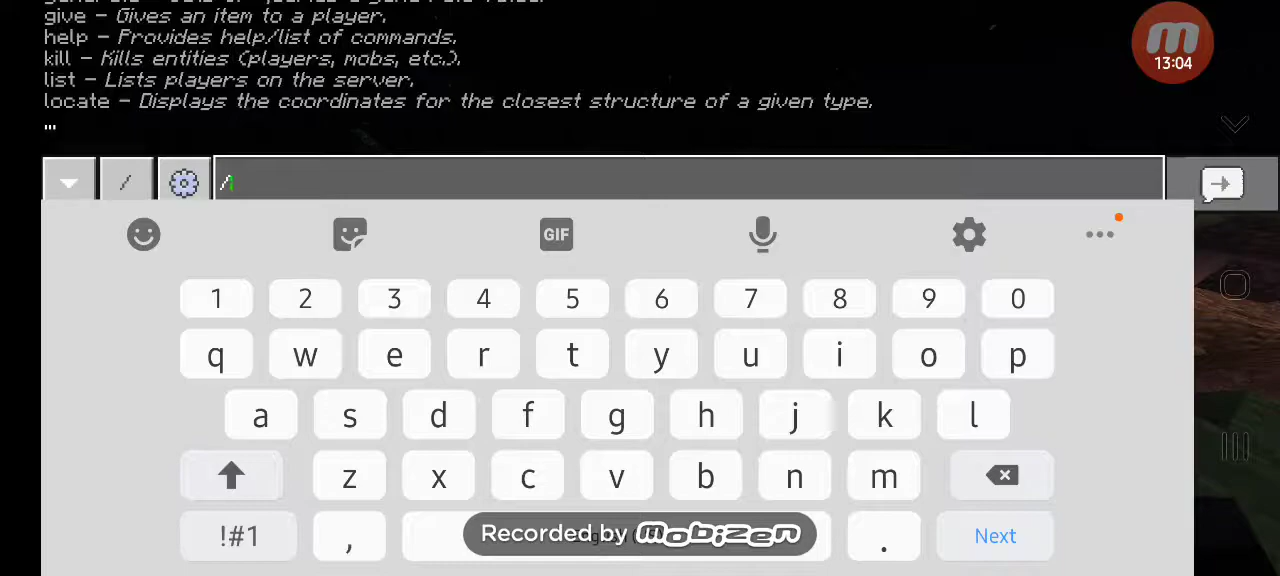 give – Gives an item to a player.
help – Provides help/list of commands.
kill – Kills entities (players, mobs, etc.).
list – Lists players on the server.
locate – Displays the coordinates for the closest structure of a given type.
...
/
/
13:04
GIF
1 2 3 4 5 6 7 8 9 0
q w e r t y u i o p
a s d f g h j k l
z x c v b n m
!#1 , . Next
Recorded by mobizen